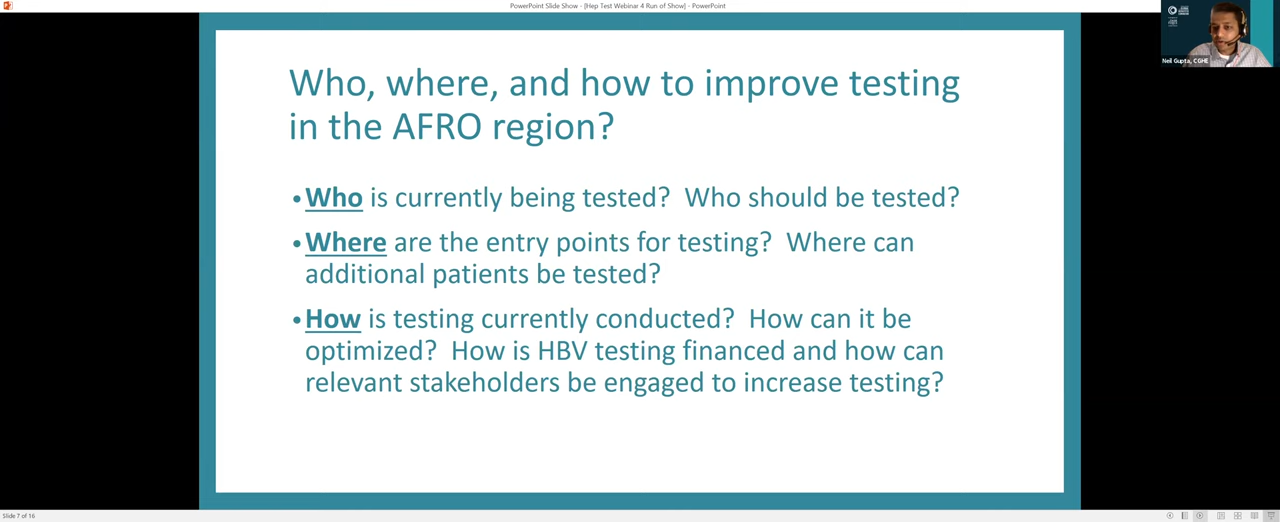 PowerPoint Slide Show - [Hep Test Webinar 4 Run of Show] - PowerPoint
Neil Gupta, CGHE
Who, where, and how to improve testing
in the AFRO region?
•Who is currently being tested?  Who should be tested?
•Where are the entry points for testing?  Where can
additional patients be tested?
•How is testing currently conducted?  How can it be
optimized?  How is HBV testing financed and how can
relevant stakeholders be engaged to increase testing?
Slide 7 of 16